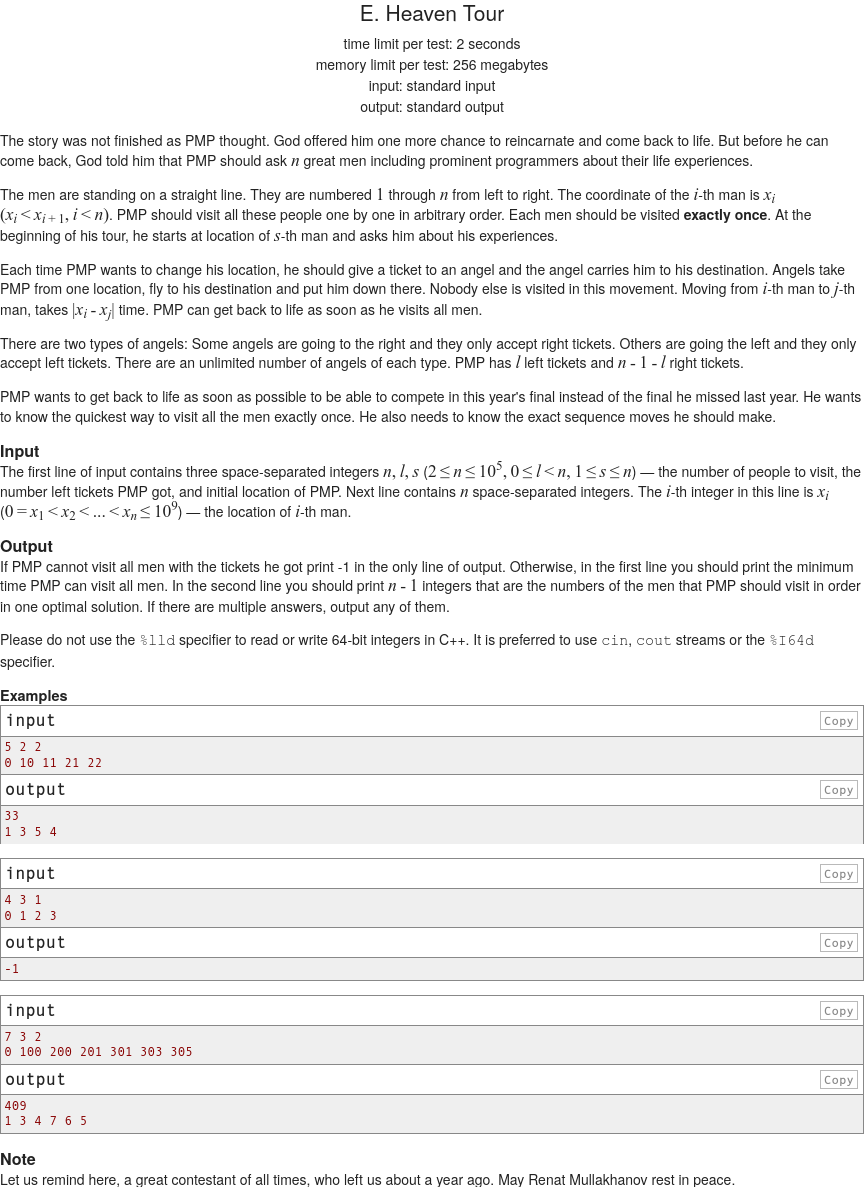 E. Heaven Tour
time limit per test: 2 seconds
memory limit per test: 256 megabytes
input: standard input
output: standard output
The story was not finished as PMP thought. God offered him one more chance to reincarnate and come back to life. But before he can
come back, God told him that PMP should ask n great men including prominent programmers about their life experiences.
The men are standing on a straight line. They are numbered 1 through n from left to right. The coordinate of the i-th man is xi
(xi < xi + 1, i < n). PMP should visit all these people one by one in arbitrary order. Each men should be visited exactly once. At the
beginning of his tour, he starts at location of s-th man and asks him about his experiences.
Each time PMP wants to change his location, he should give a ticket to an angel and the angel carries him to his destination. Angels take
PMP from one location, fly to his destination and put him down there. Nobody else is visited in this movement. Moving from i-th man to j-th
man, takes |xi - xj| time. PMP can get back to life as soon as he visits all men.
There are two types of angels: Some angels are going to the right and they only accept right tickets. Others are going the left and they only
accept left tickets. There are an unlimited number of angels of each type. PMP has l left tickets and n - 1 - l right tickets.
PMP wants to get back to life as soon as possible to be able to compete in this year's final instead of the final he missed last year. He wants
to know the quickest way to visit all the men exactly once. He also needs to know the exact sequence moves he should make.
Input
The first line of input contains three space-separated integers n, l, s (2 ≤ n ≤ 10^5, 0 ≤ l < n, 1 ≤ s ≤ n) — the number of people to visit, the
number left tickets PMP got, and initial location of PMP. Next line contains n space-separated integers. The i-th integer in this line is xi
(0 = x1 < x2 < ... < xn ≤ 10^9) — the location of i-th man.
Output
If PMP cannot visit all men with the tickets he got print -1 in the only line of output. Otherwise, in the first line you should print the minimum
time PMP can visit all men. In the second line you should print n - 1 integers that are the numbers of the men that PMP should visit in order
in one optimal solution. If there are multiple answers, output any of them.
Please do not use the %lld specifier to read or write 64-bit integers in C++. It is preferred to use cin, cout streams or the %I64d
specifier.
Examples
input
Copy
5 2 2
0 10 11 21 22
output
Copy
33
1 3 5 4
input
Copy
4 3 1
0 1 2 3
output
Copy
-1
input
Copy
7 3 2
0 100 200 201 301 303 305
output
Copy
409
1 3 4 7 6 5
Note
Let us remind here, a great contestant of all times, who left us about a year ago. May Renat Mullakhanov rest in peace.